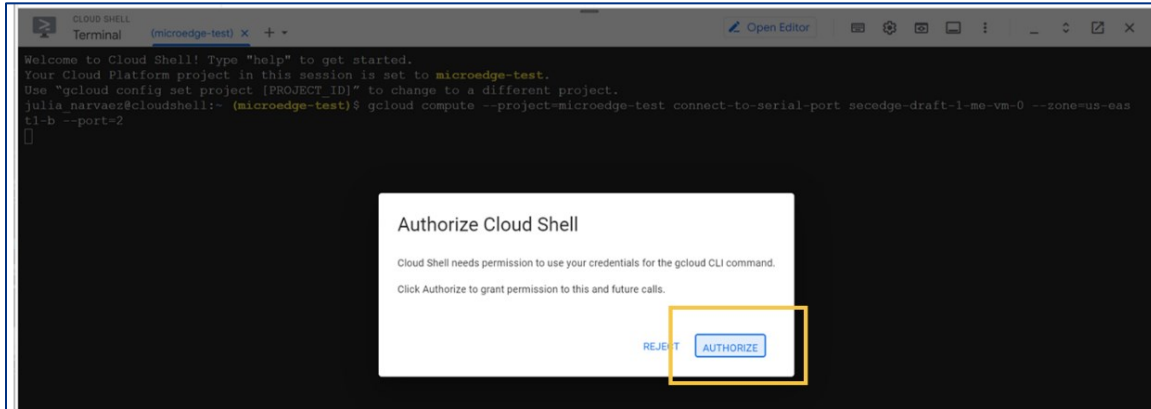 CLOUD SHELL
Terminal
(microedge-test)
Open Editor
Welcome to Cloud Shell! Type "help" to get started.
Your Cloud Platform project in this session is set to microedge-test.
Use "gcloud config set project [PROJECT_ID]" to change to a different project.
julia_narvaez@cloudshell:~ (microedge-test)$ gcloud compute --project=microedge-test connect-to-serial-port secedge-draft-1-me-vm-0 --zone=us-eas
t1-b --port=2
Authorize Cloud Shell
Cloud Shell needs permission to use your credentials for the gcloud CLI command.
Click Authorize to grant permission to this and future calls.
REJECT AUTHORIZE